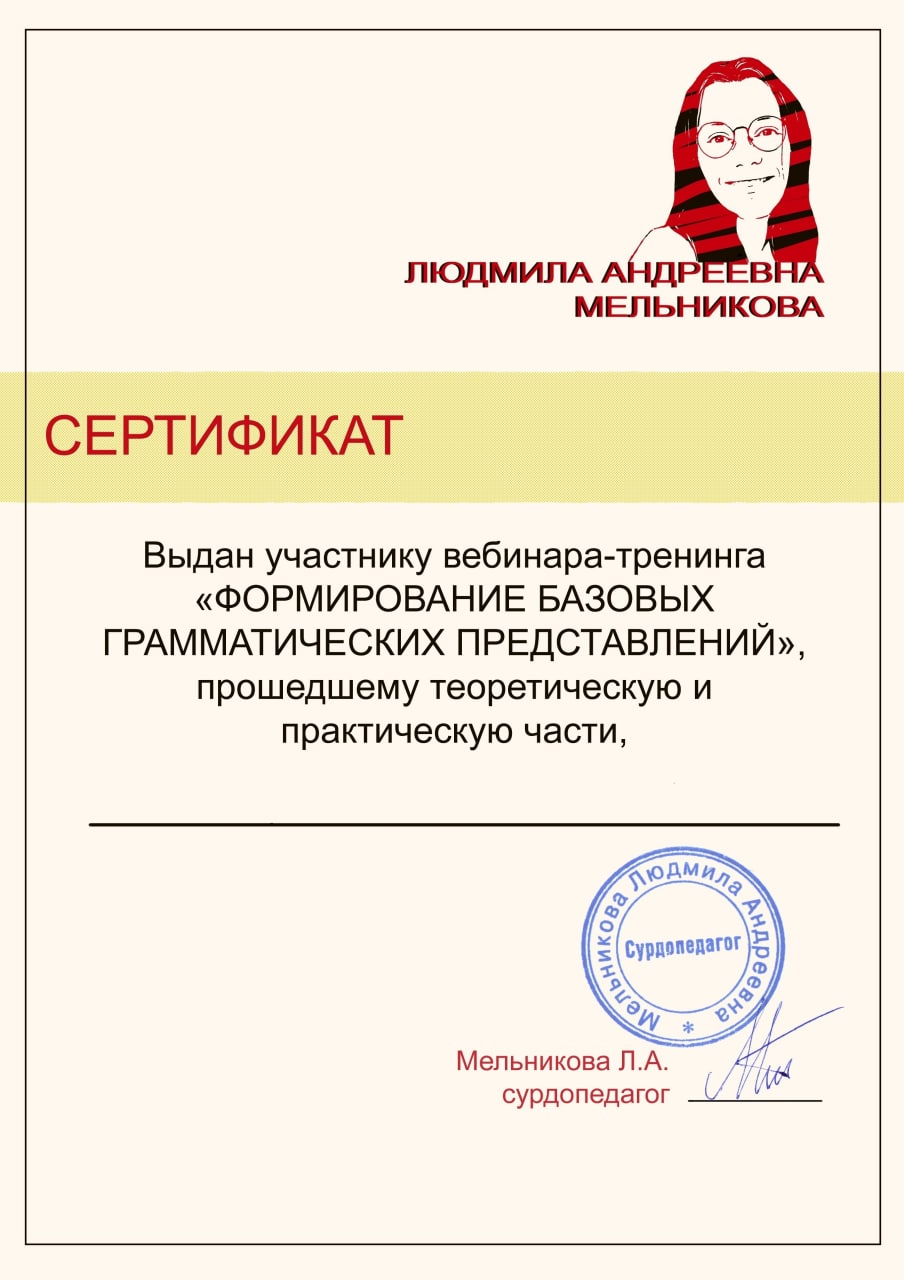 ЛЮДМИЛА АНДРЕЕВНА
МЕЛЬНИКОВА
СЕРТИФИКАТ
Выдан участнику вебинара-тренинга
«ФОРМИРОВАНИЕ БАЗОВЫХ
ГРАММАТИЧЕСКИХ ПРЕДСТАВЛЕНИЙ»,
прошедшему теоретическую и
практическую части,
Мельникова Людмила Андреевна *
Сурдопедагог
Мельникова Л.А.
сурдопедагог